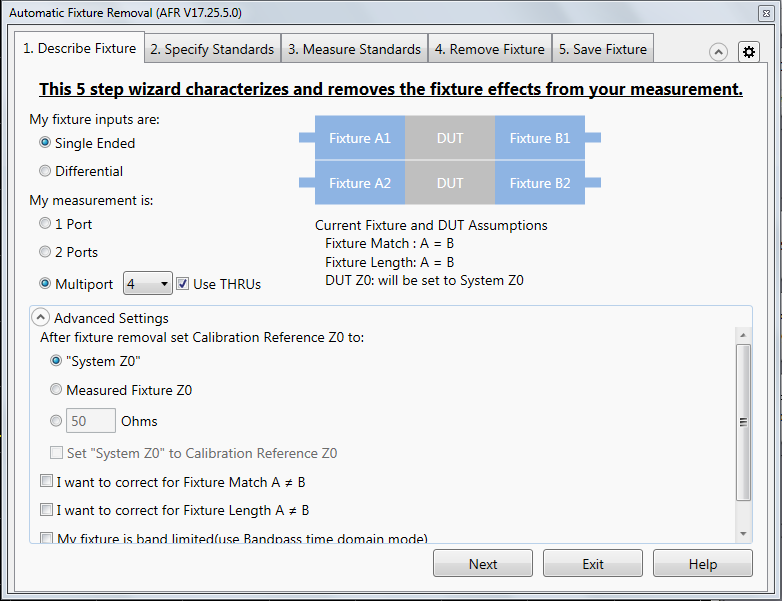 Automatic Fixture Removal (AFR V17.25.5.0)
1. Describe Fixture
2. Specify Standards
3. Measure Standards
4. Remove Fixture
5. Save Fixture
This 5 step wizard characterizes and removes the fixture effects from your measurement.
My fixture inputs are:
Single Ended
Differential
My measurement is:
1 Port
2 Ports
Multiport 4 Use THRUs
Fixture A1 DUT Fixture B1
Fixture A2 DUT Fixture B2
Current Fixture and DUT Assumptions
Fixture Match : A = B
Fixture Length: A = B
DUT Z0: will be set to System Z0
Advanced Settings
After fixture removal set Calibration Reference Z0 to:
"System Z0"
Measured Fixture Z0
50 Ohms
Set "System Z0" to Calibration Reference Z0
I want to correct for Fixture Match A ≠ B
I want to correct for Fixture Length A ≠ B
My fixture is band limited(use Bandpass time domain mode)
Next
Exit
Help